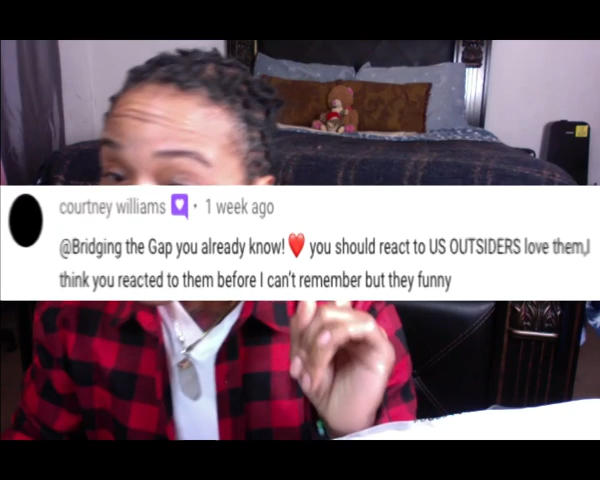 courtney williams · 1 week ago
@Bridging the Gap you already know!❤️ you should react to US OUTSIDERS love them,I
think you reacted to them before I can't remember but they funny